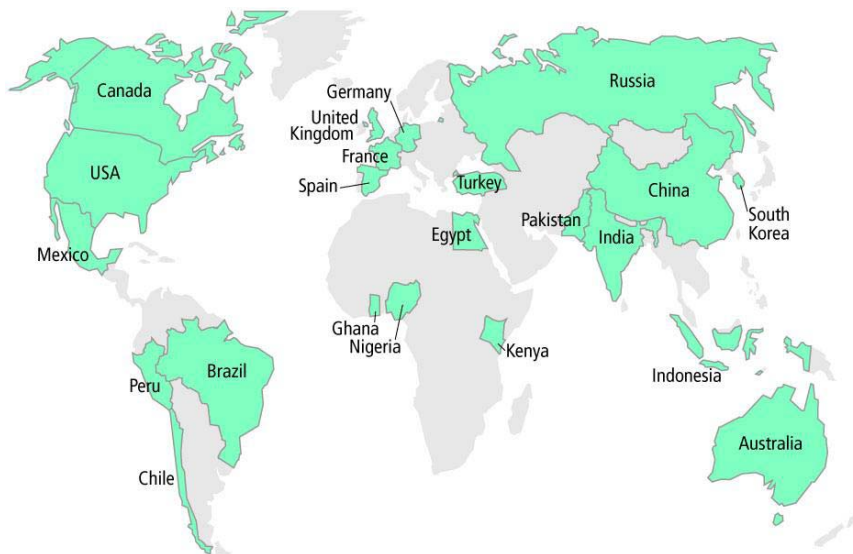 Canada
Russia
Germany
United
Kingdom
USA
France
Spain
Turkey
China
South
Korea
Pakistan
India
Egypt
Mexico
Ghana
Nigeria
Kenya
Peru
Brazil
Indonesia
Australia
Chile